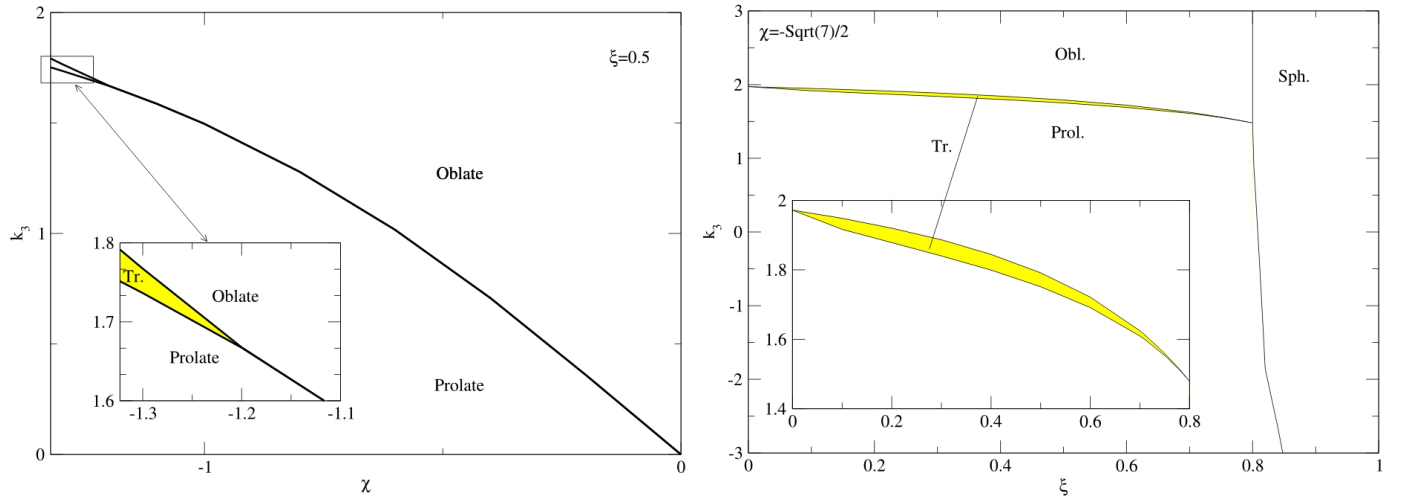 2
ξ=0.5
k3
1
Oblate
1.8
Tr.
Oblate
1.7
Prolate
Prolate
1.6
-1.3
-1.2
-1.1
0
-1
0
χ
3
χ=-Sqrt(7)/2
Obl.
2
Sph.
Prol.
Tr.
1
2
k3
0
1.8
-1
1.6
-2
1.4
0
0.2
0.4
0.6
0.8
-3
0
0.2
0.4
0.6
0.8
1
ξ